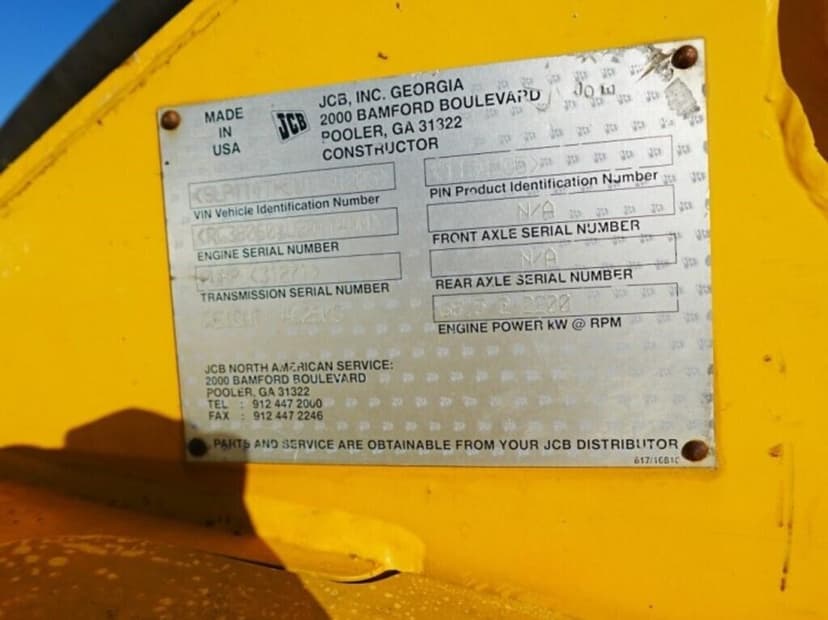 MADE
IN
USA
JCB
JCB, INC. GEORGIA
2000 BAMFORD BOULEVARD
POOLER, GA 31322
CONSTRUCTOR
VIN Vehicle Identification Number
PIN Product Identification Number
N/A
ENGINE SERIAL NUMBER
FRONT AXLE SERIAL NUMBER
N/A
TRANSMISSION SERIAL NUMBER
REAR AXLE SERIAL NUMBER
WEIGHT
ENGINE POWER kW @ RPM
JCB NORTH AMERICAN SERVICE:
2000 BAMFORD BOULEVARD
POOLER, GA 31322
TEL : 912 447 2000
FAX : 912 447 2246
PARTS AND SERVICE ARE OBTAINABLE FROM YOUR JCB DISTRIBUTOR